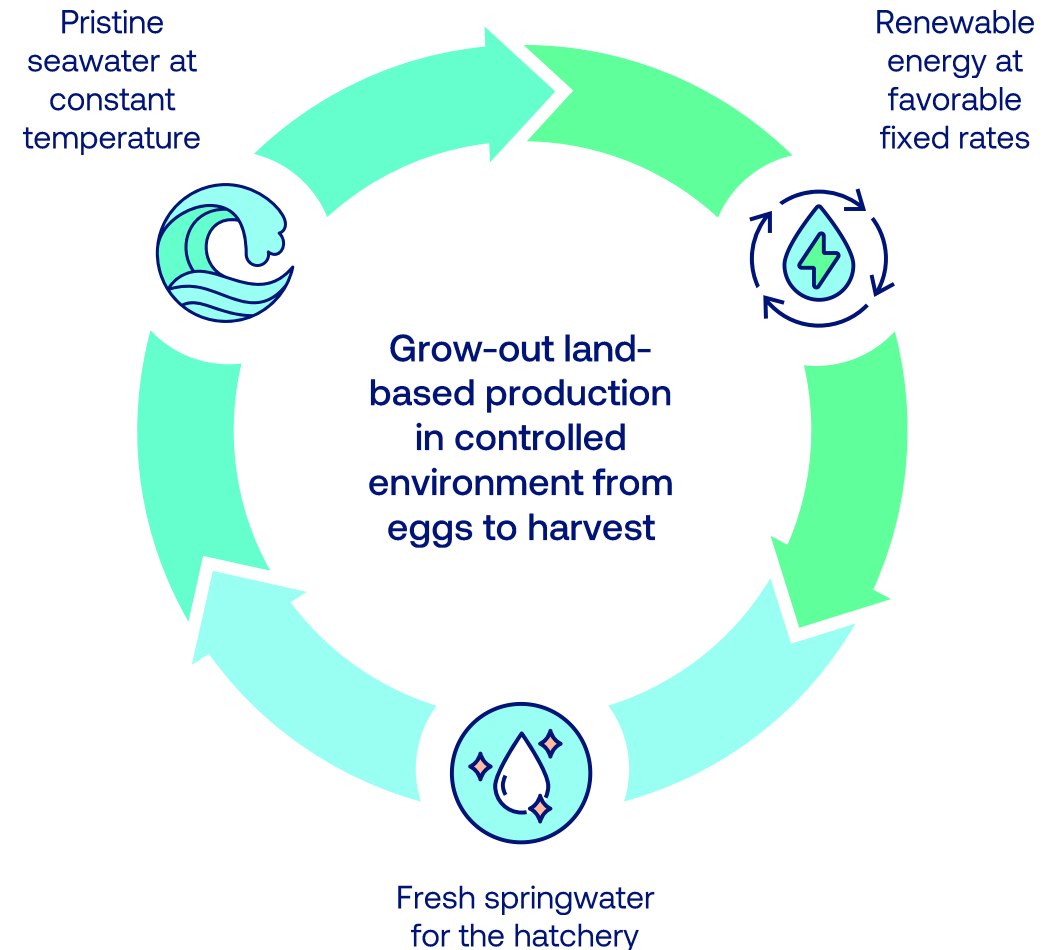 Pristine
seawater at
constant
temperature
Renewable
energy at
favorable
fixed rates
Grow-out land-
based production
in controlled
environment from
eggs to harvest
Fresh springwater
for the hatchery